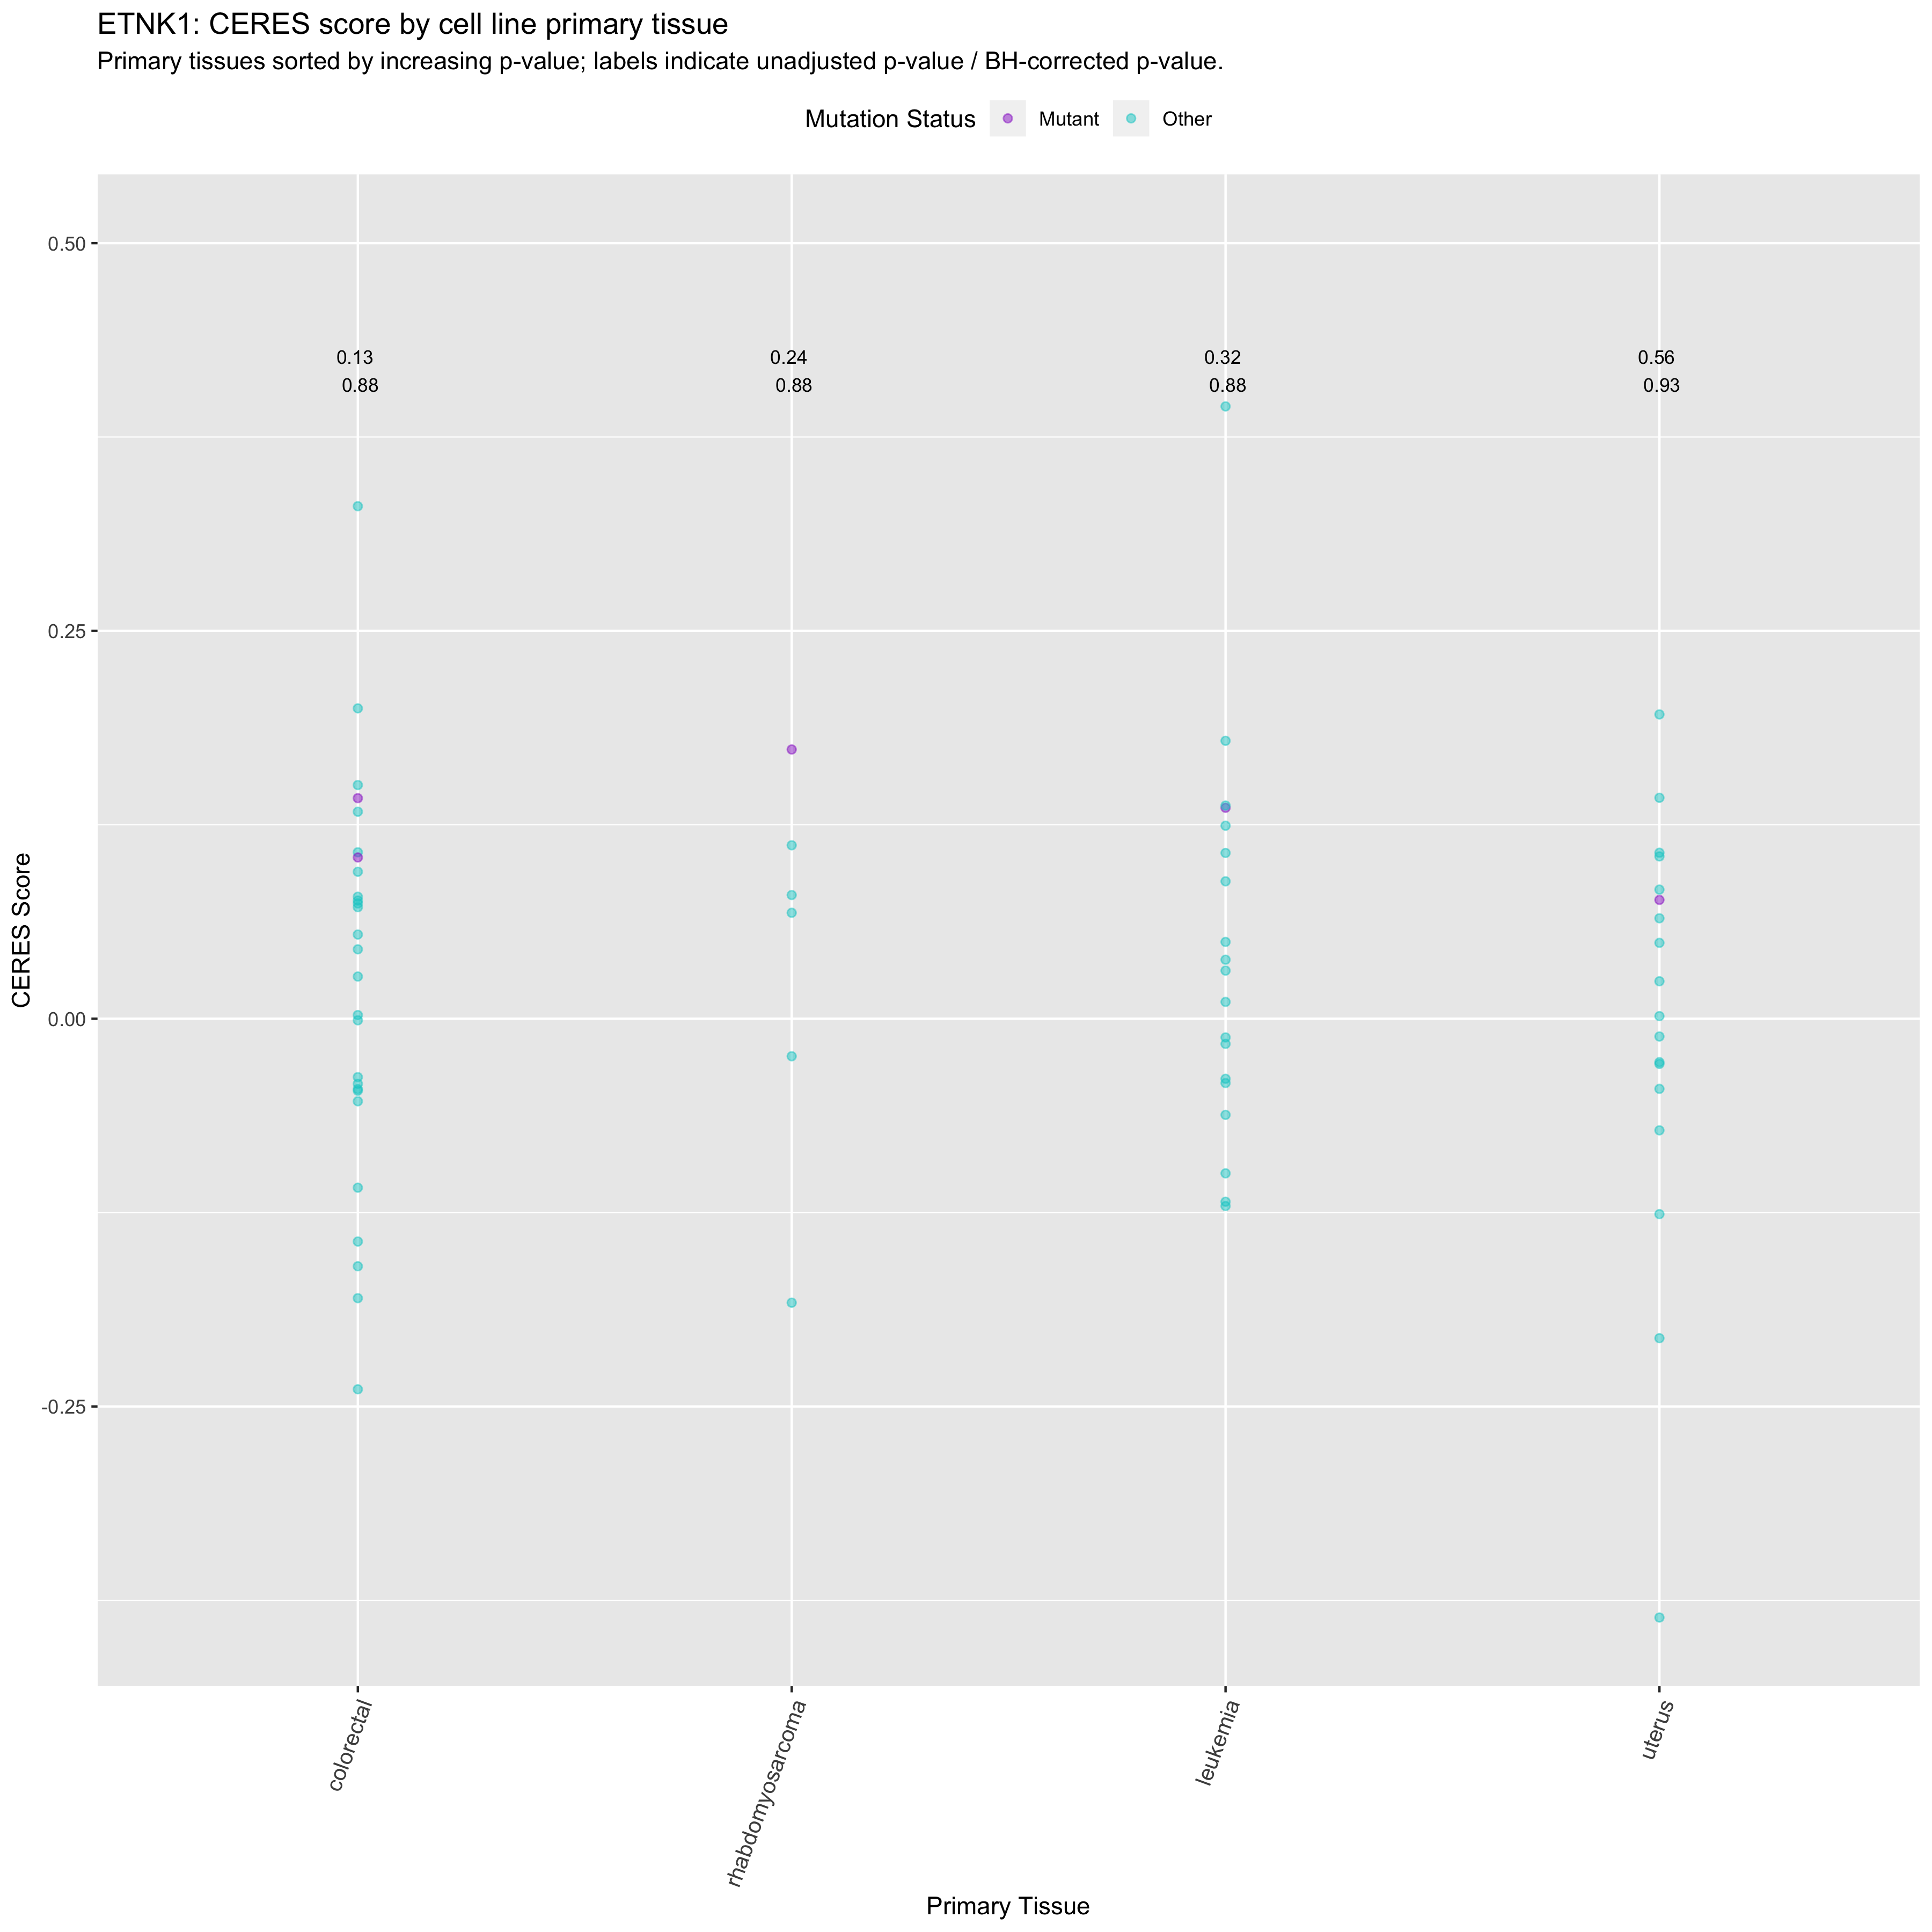 ETNK1: CERES score by cell line primary tissue
Primary tissues sorted by increasing p-value; labels indicate unadjusted p-value / BH-corrected p-value.
Mutation Status
Mutant
Other
0.50
0.13
0.88
0.24
0.88
0.32
0.88
0.56
0.93
0.25
0.00
-0.25
CERES Score
colorectal
rhabdomyosarcoma
leukemia
uterus
Primary Tissue